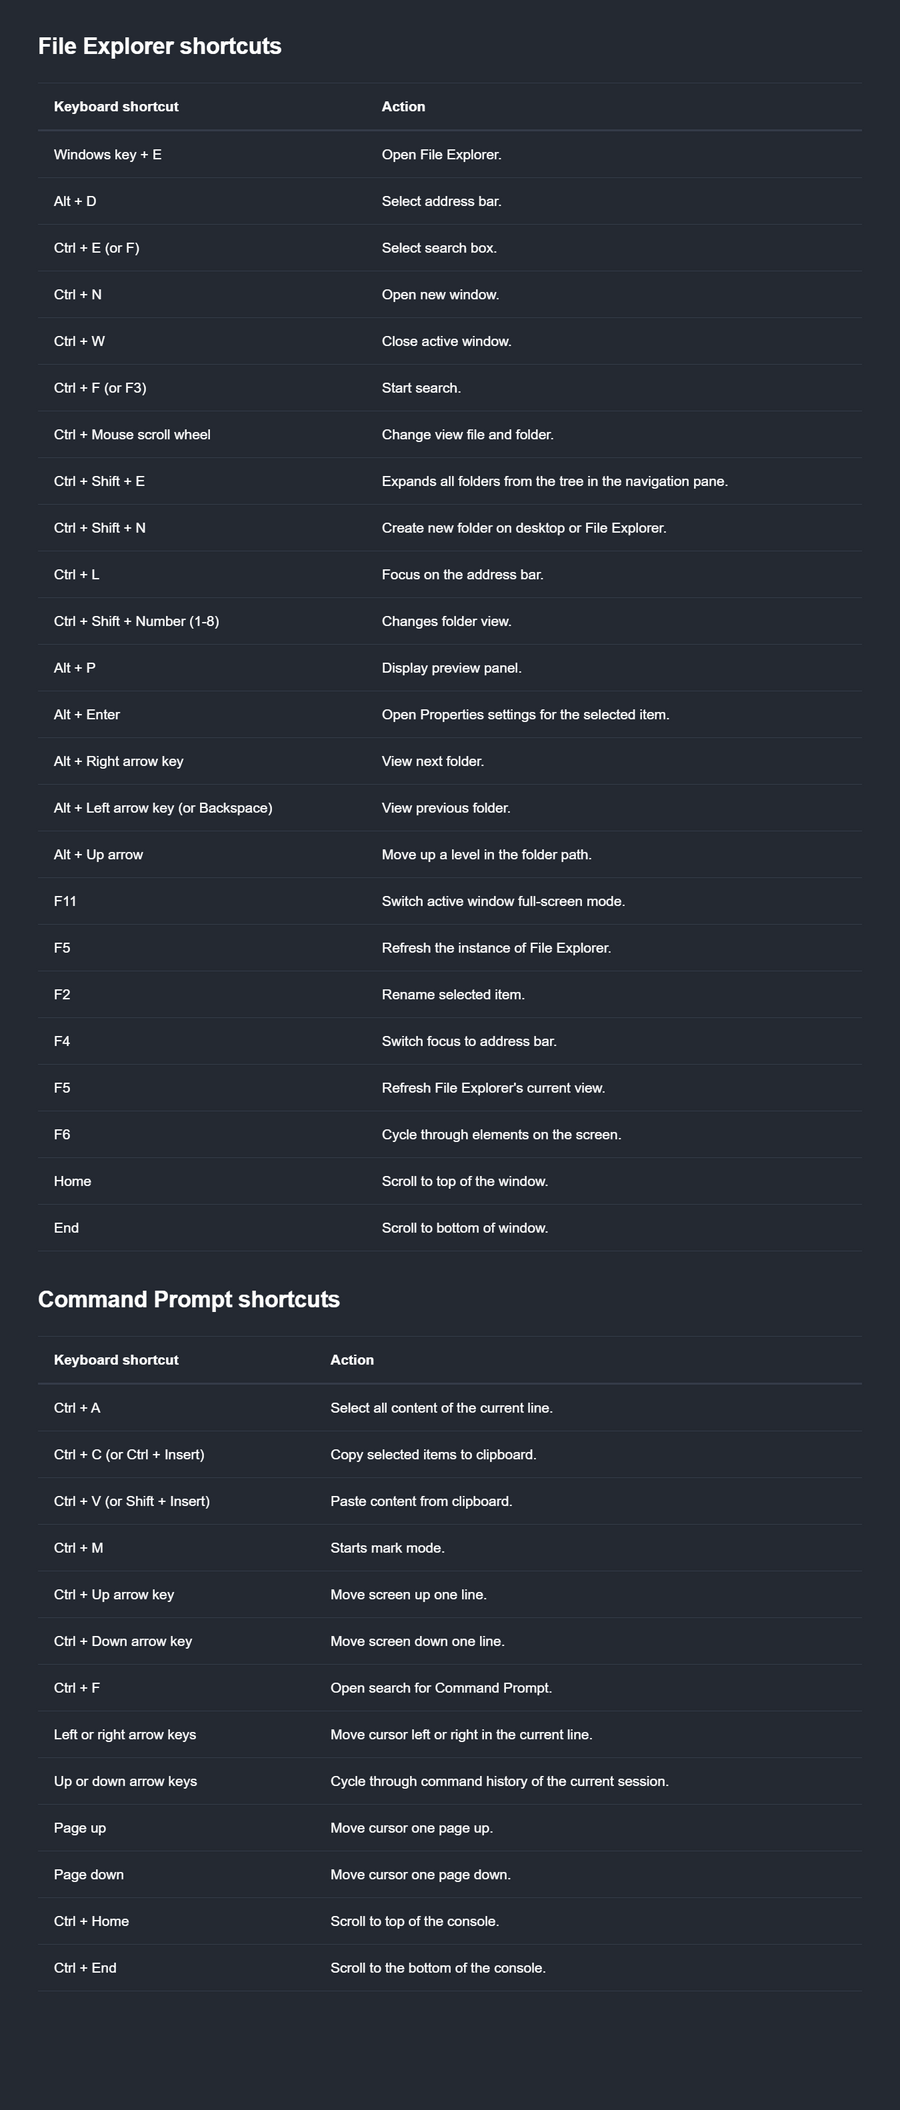 File Explorer shortcuts
Keyboard shortcut Action
Windows key + E Open File Explorer.
Alt + D Select address bar.
Ctrl + E (or F) Select search box.
Ctrl + N Open new window.
Ctrl + W Close active window.
Ctrl + F (or F3) Start search.
Ctrl + Mouse scroll wheel Change view file and folder.
Ctrl + Shift + E Expands all folders from the tree in the navigation pane.
Ctrl + Shift + N Create new folder on desktop or File Explorer.
Ctrl + L Focus on the address bar.
Ctrl + Shift + Number (1-8) Changes folder view.
Alt + P Display preview panel.
Alt + Enter Open Properties settings for the selected item.
Alt + Right arrow key View next folder.
Alt + Left arrow key (or Backspace) View previous folder.
Alt + Up arrow Move up a level in the folder path.
F11 Switch active window full-screen mode.
F5 Refresh the instance of File Explorer.
F2 Rename selected item.
F4 Switch focus to address bar.
F5 Refresh File Explorer's current view.
F6 Cycle through elements on the screen.
Home Scroll to top of the window.
End Scroll to bottom of window.
Command Prompt shortcuts
Keyboard shortcut Action
Ctrl + A Select all content of the current line.
Ctrl + C (or Ctrl + Insert) Copy selected items to clipboard.
Ctrl + V (or Shift + Insert) Paste content from clipboard.
Ctrl + M Starts mark mode.
Ctrl + Up arrow key Move screen up one line.
Ctrl + Down arrow key Move screen down one line.
Ctrl + F Open search for Command Prompt.
Left or right arrow keys Move cursor left or right in the current line.
Up or down arrow keys Cycle through command history of the current session.
Page up Move cursor one page up.
Page down Move cursor one page down.
Ctrl + Home Scroll to top of the console.
Ctrl + End Scroll to the bottom of the console.